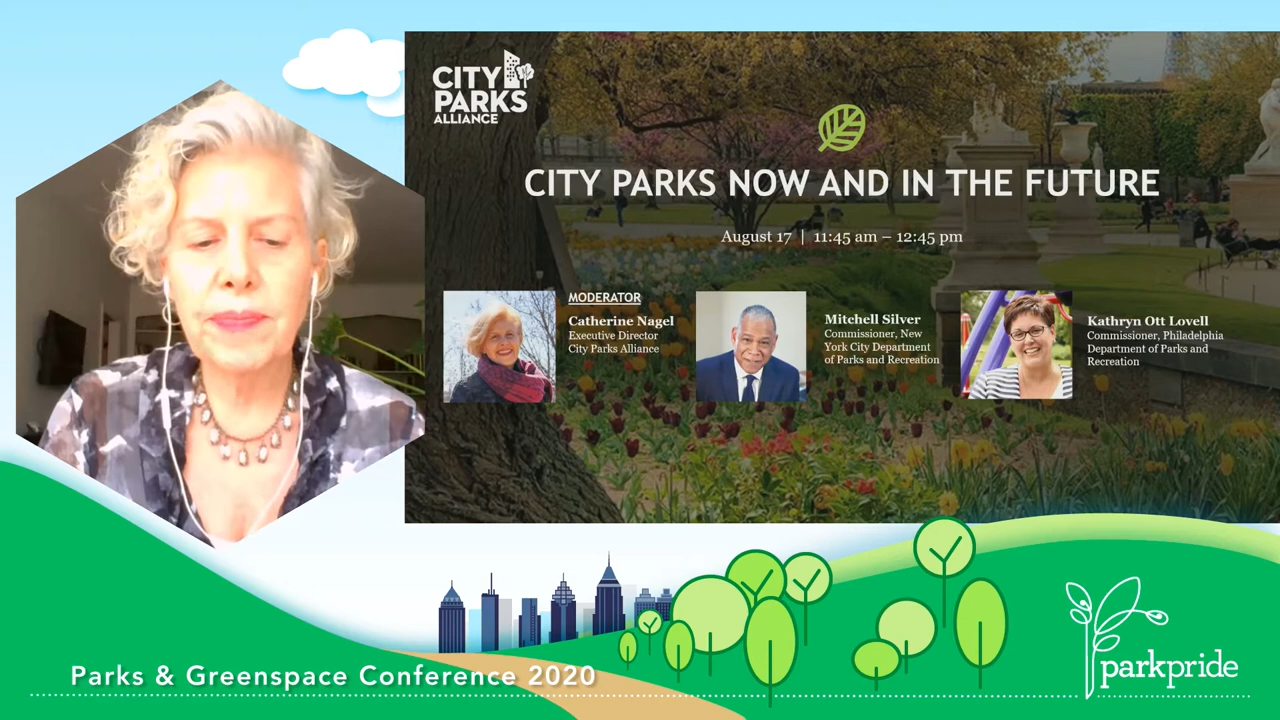 CITY
PARKS
ALLIANCE
CITY PARKS NOW AND IN THE FUTURE
August 17 | 11:45 am – 12:45 pm
MODERATOR
Catherine Nagel
Executive Director
City Parks Alliance
Mitchell Silver
Commissioner, New
York City Department
of Parks and Recreation
Kathryn Ott Lovell
Commissioner, Philadelphia
Department of Parks and
Recreation
Parks & Greenspace Conference 2020
parkpride